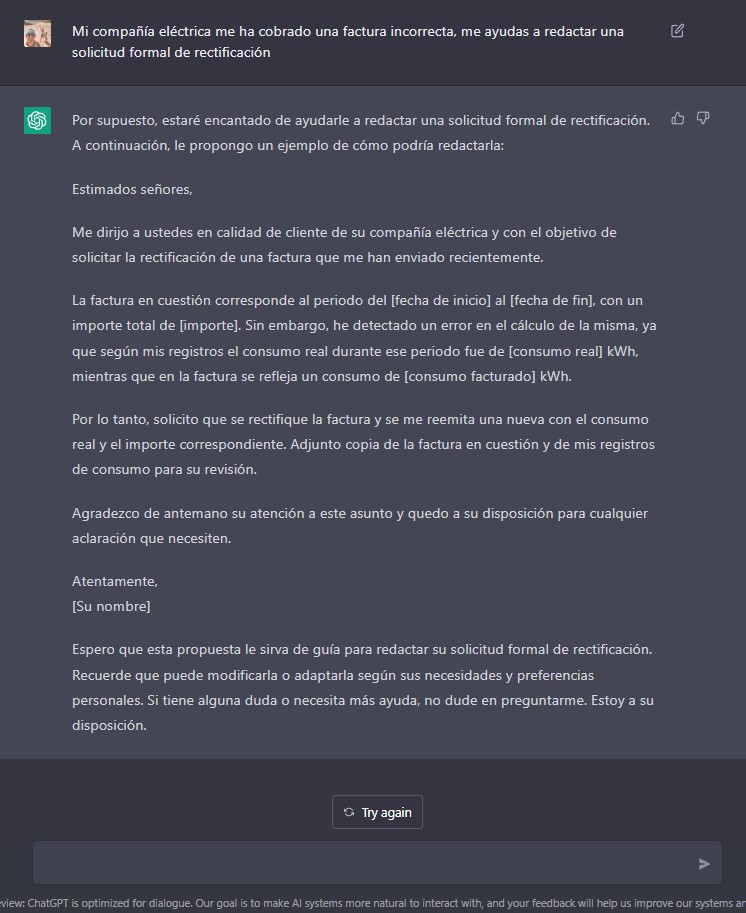 Mi compañía eléctrica me ha cobrado una factura incorrecta, me ayudas a redactar una
solicitud formal de rectificación
Por supuesto, estaré encantado de ayudarle a redactar una solicitud formal de rectificación.
A continuación, le propongo un ejemplo de cómo podría redactarla:
Estimados señores,
Me dirijo a ustedes en calidad de cliente de su compañía eléctrica y con el objetivo de
solicitar la rectificación de una factura que me han enviado recientemente.
La factura en cuestión corresponde al periodo del [fecha de inicio] al [fecha de fin], con un
importe total de [importe]. Sin embargo, he detectado un error en el cálculo de la misma, ya
que según mis registros el consumo real durante ese periodo fue de [consumo real] kWh,
mientras que en la factura se refleja un consumo de [consumo facturado] kWh.
Por lo tanto, solicito que se rectifique la factura y se me reemita una nueva con el consumo
real y el importe correspondiente. Adjunto copia de la factura en cuestión y de mis registros
de consumo para su revisión.
Agradezco de antemano su atención a este asunto y quedo a su disposición para cualquier
aclaración que necesiten.
Atentamente,
[Su nombre]
Espero que esta propuesta le sirva de guía para redactar su solicitud formal de rectificación.
Recuerde que puede modificarla o adaptarla según sus necesidades y preferencias
personales. Si tiene alguna duda o necesita más ayuda, no dude en preguntarme. Estoy a su
disposición.
Try again
view: ChatGPT is optimized for dialogue. Our goal is to make AI systems more natural to interact with, and your feedback will help us improve our systems